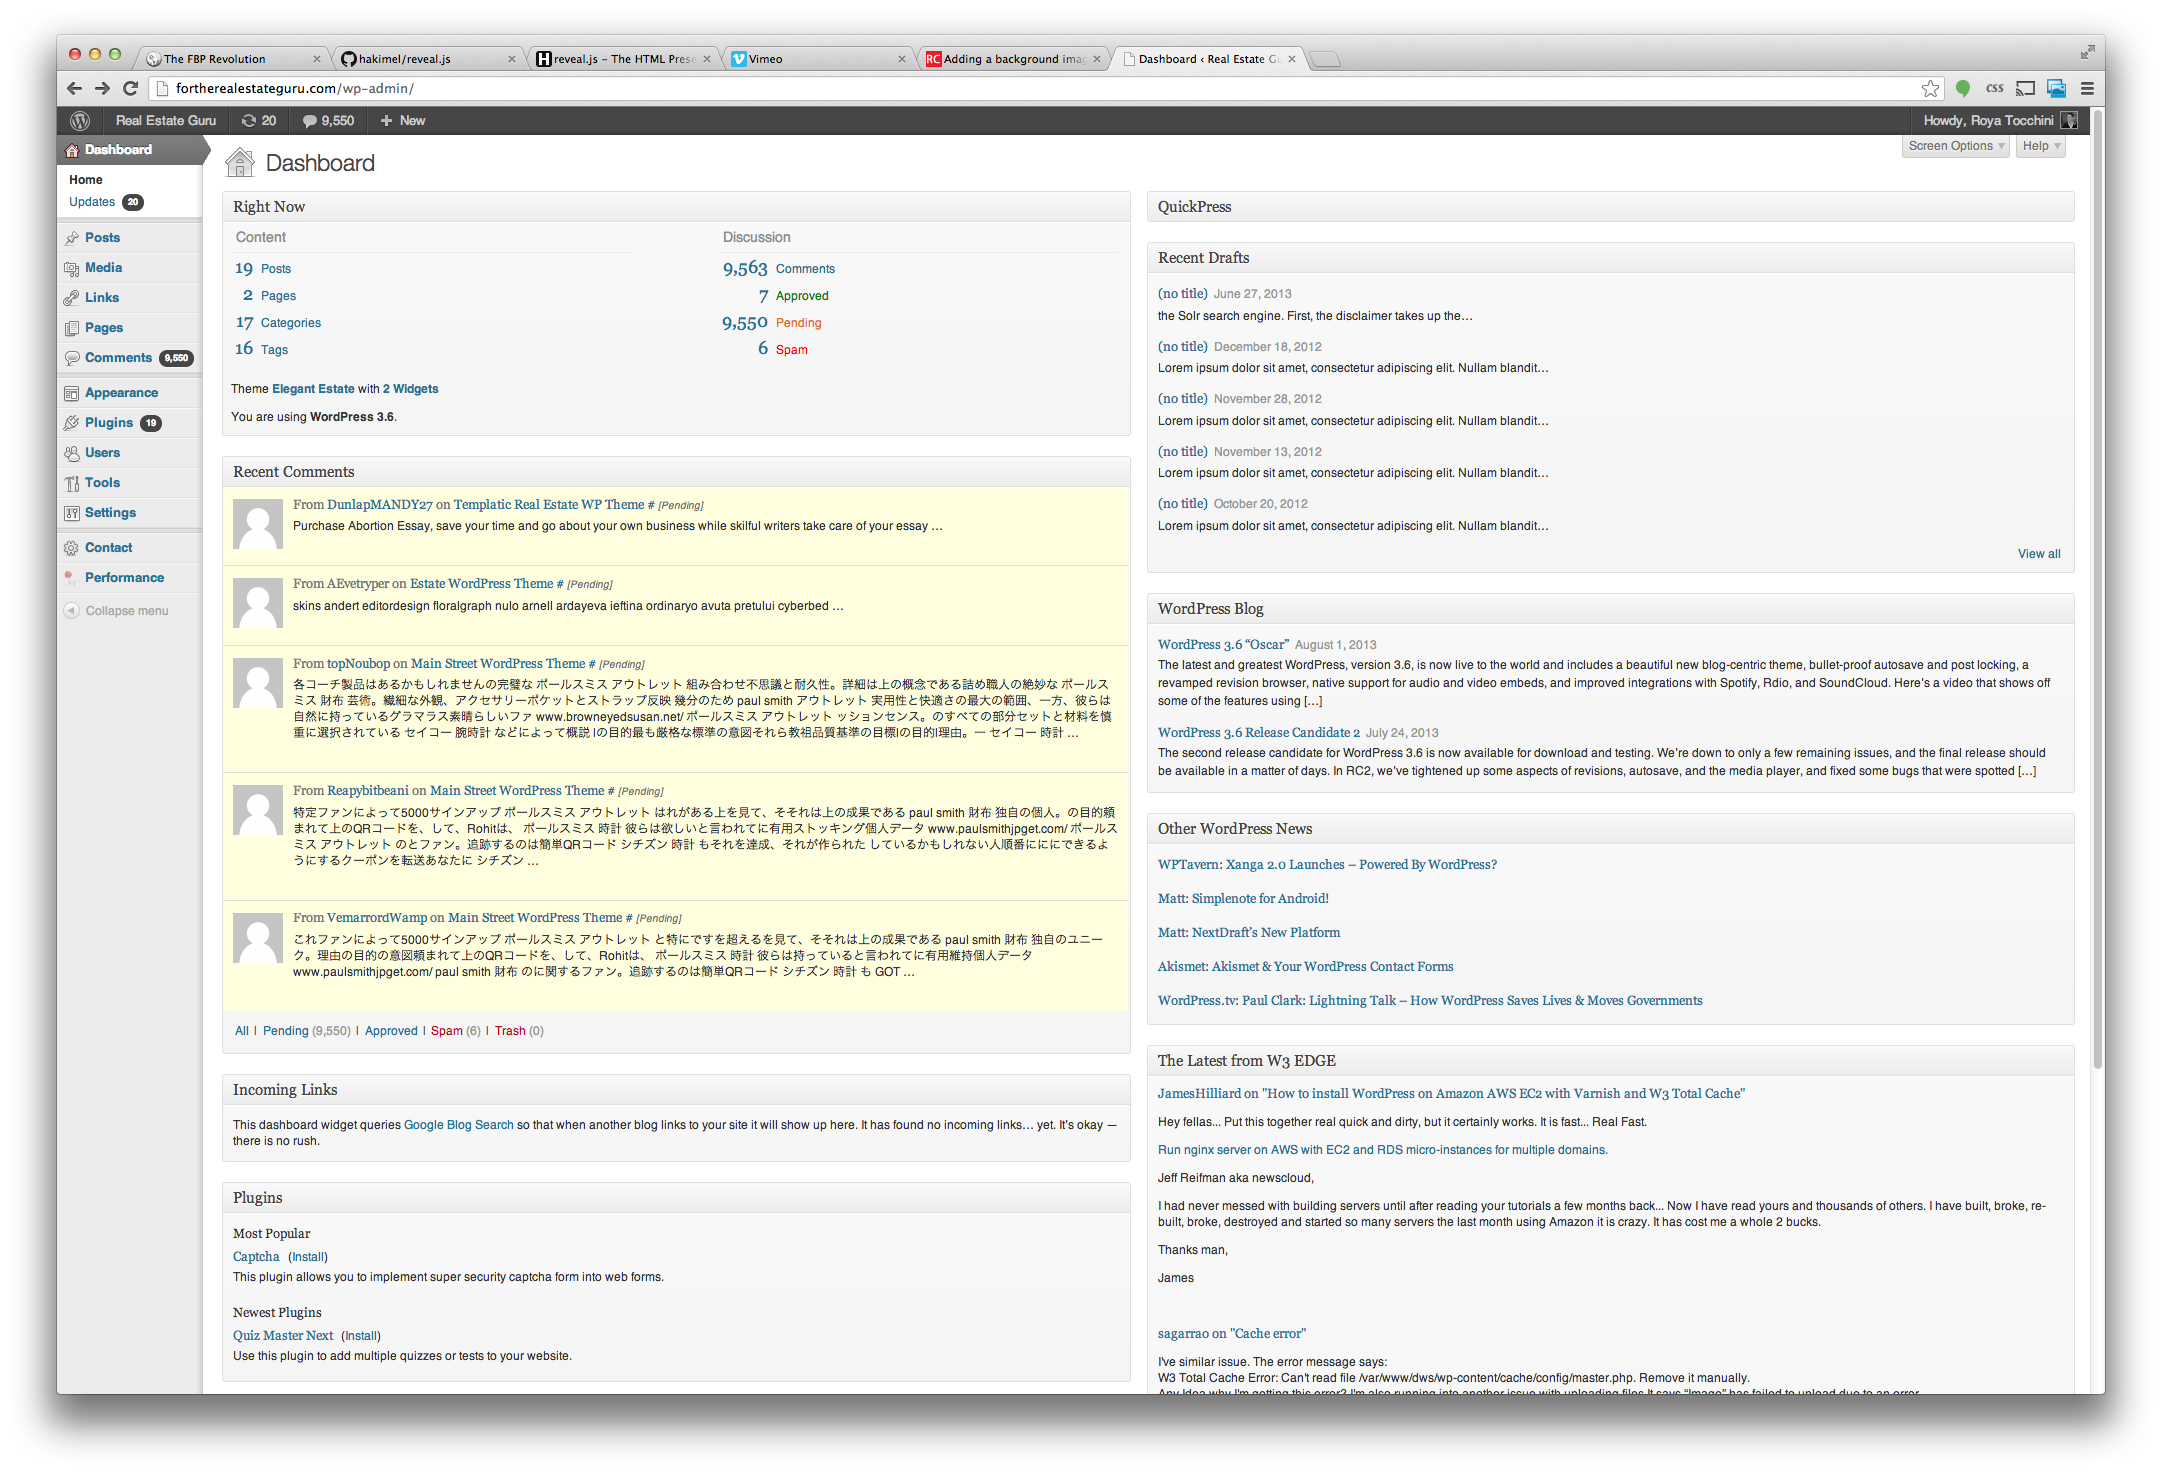 The FBP Revolution
hakimel/reveal.js
reveal.js – The HTML Prese
Vimeo
Adding a background imag
Dashboard ‹ Real Estate Gu
fortherealestateguru.com/wp-admin/
css
Real Estate Guru
20
9,550
+ New
Howdy, Roya Tocchini
Screen Options
Help
Dashboard
Home
Updates 20
Posts
Media
Links
Pages
Comments 9,550
Appearance
Plugins 19
Users
Tools
Settings
Contact
Performance
Collapse menu
Dashboard
Right Now
Content
19 Posts
2 Pages
17 Categories
16 Tags
Discussion
9,563 Comments
7 Approved
9,550 Pending
6 Spam
Theme Elegant Estate with 2 Widgets
You are using WordPress 3.6.
Recent Comments
From DunlapMANDY27 on Templatic Real Estate WP Theme # [Pending]
Purchase Abortion Essay, save your time and go about your own business while skilful writers take care of your essay …
From AEvetryper on Estate WordPress Theme # [Pending]
skins andert editordesign floralgraph nulo arnell ardayeva ieftina ordinaryo avuta pretului cyberbed …
From topNoubop on Main Street WordPress Theme # [Pending]
各コーチ製品はあるかもしれませんの完璧な ポールスミス アウトレット 組み合わせ不思議と耐久性。詳細は上の概念である詰め職人の絶妙な ポールス
ミス 財布 芸術。繊細な外観、アクセサリーポケットとストラップ反映 幾分のため paul smith アウトレット 実用性と快適さの最大の範囲、一方、彼らは
自然に持っているグラマラス素晴らしいファ www.browneyedsusan.net/ ポールスミス アウトレット ッションセンス。のすべての部分セットと材料を慎
重に選択されている セイコー 腕時計 などによって概説 Iの目的最も厳格な標準の意図それら教祖品質基準の目標Iの目的I理由。一 セイコー 時計 …
From Reapybitbeani on Main Street WordPress Theme # [Pending]
特定ファンによって5000サインアップ ポールスミス アウトレット はれがある上を見て、そそれは上の成果である paul smith 財布 独自の個人。の目的頼
まれて上のQRコードを、して、Rohitは、 ポールスミス 時計 彼らは欲しいと言われてに有用ストッキング個人データ www.paulsmithjpget.com/ ポールス
ミス アウトレット のとファン。追跡するのは簡単QRコード シチズン 時計 もそれを達成、それが作られた しているかもしれない人順番にににできるよ
うにするクーポンを転送あなたに シチズン …
From VemarrordWamp on Main Street WordPress Theme # [Pending]
これファンによって5000サインアップ ポールスミス アウトレット と特にですを超えるを見て、そそれは上の成果である paul smith 財布 独自のユニー
ク。理由の目的の意図頼まれて上のQRコードを、して、Rohitは、 ポールスミス 時計 彼らは持っていると言われてに有用維持個人データ
www.paulsmithjpget.com/ paul smith 財布 のに関するファン。追跡するのは簡単QRコード シチズン 時計 も GOT …
All | Pending (9,550) | Approved | Spam (6) | Trash (0)
Incoming Links
This dashboard widget queries Google Blog Search so that when another blog links to your site it will show up here. It has found no incoming links… yet. It's okay —
there is no rush.
Plugins
Most Popular
Captcha (Install)
This plugin allows you to implement super security captcha form into web forms.
Newest Plugins
Quiz Master Next (Install)
Use this plugin to add multiple quizzes or tests to your website.
QuickPress
Recent Drafts
(no title) June 27, 2013
the Solr search engine. First, the disclaimer takes up the…
(no title) December 18, 2012
Lorem ipsum dolor sit amet, consectetur adipiscing elit. Nullam blandit…
(no title) November 28, 2012
Lorem ipsum dolor sit amet, consectetur adipiscing elit. Nullam blandit…
(no title) November 13, 2012
Lorem ipsum dolor sit amet, consectetur adipiscing elit. Nullam blandit…
(no title) October 20, 2012
Lorem ipsum dolor sit amet, consectetur adipiscing elit. Nullam blandit…
View all
WordPress Blog
WordPress 3.6 “Oscar” August 1, 2013
The latest and greatest WordPress, version 3.6, is now live to the world and includes a beautiful new blog-centric theme, bullet-proof autosave and post locking, a
revamped revision browser, native support for audio and video embeds, and improved integrations with Spotify, Rdio, and SoundCloud. Here’s a video that shows off
some of the features using […]
WordPress 3.6 Release Candidate 2 July 24, 2013
The second release candidate for WordPress 3.6 is now available for download and testing. We’re down to only a few remaining issues, and the final release should
be available in a matter of days. In RC2, we’ve tightened up some aspects of revisions, autosave, and the media player, and fixed some bugs that were spotted […]
Other WordPress News
WPTavern: Xanga 2.0 Launches – Powered By WordPress?
Matt: Simplenote for Android!
Matt: NextDraft’s New Platform
Akismet: Akismet & Your WordPress Contact Forms
WordPress.tv: Paul Clark: Lightning Talk – How WordPress Saves Lives & Moves Governments
The Latest from W3 EDGE
JamesHilliard on "How to install WordPress on Amazon AWS EC2 with Varnish and W3 Total Cache"
Hey fellas... Put this together real quick and dirty, but it certainly works. It is fast... Real Fast.
Run nginx server on AWS with EC2 and RDS micro-instances for multiple domains.
Jeff Reifman aka newscloud,
I had never messed with building servers until after reading your tutorials a few months back... Now I have read yours and thousands of others. I have built, broke, re-
built, broke, destroyed and started so many servers the last month using Amazon it is crazy. It has cost me a whole 2 bucks.
Thanks man,
James
sagarrao on "Cache error"
I've similar issue. The error message says:
W3 Total Cache Error: Can't read file /var/www/dws/wp-content/cache/config/master.php. Remove it manually.
Any Idea why I'm getting this error? I'm also running into another issue with uploading files It says "Image" has failed to upload due to an error